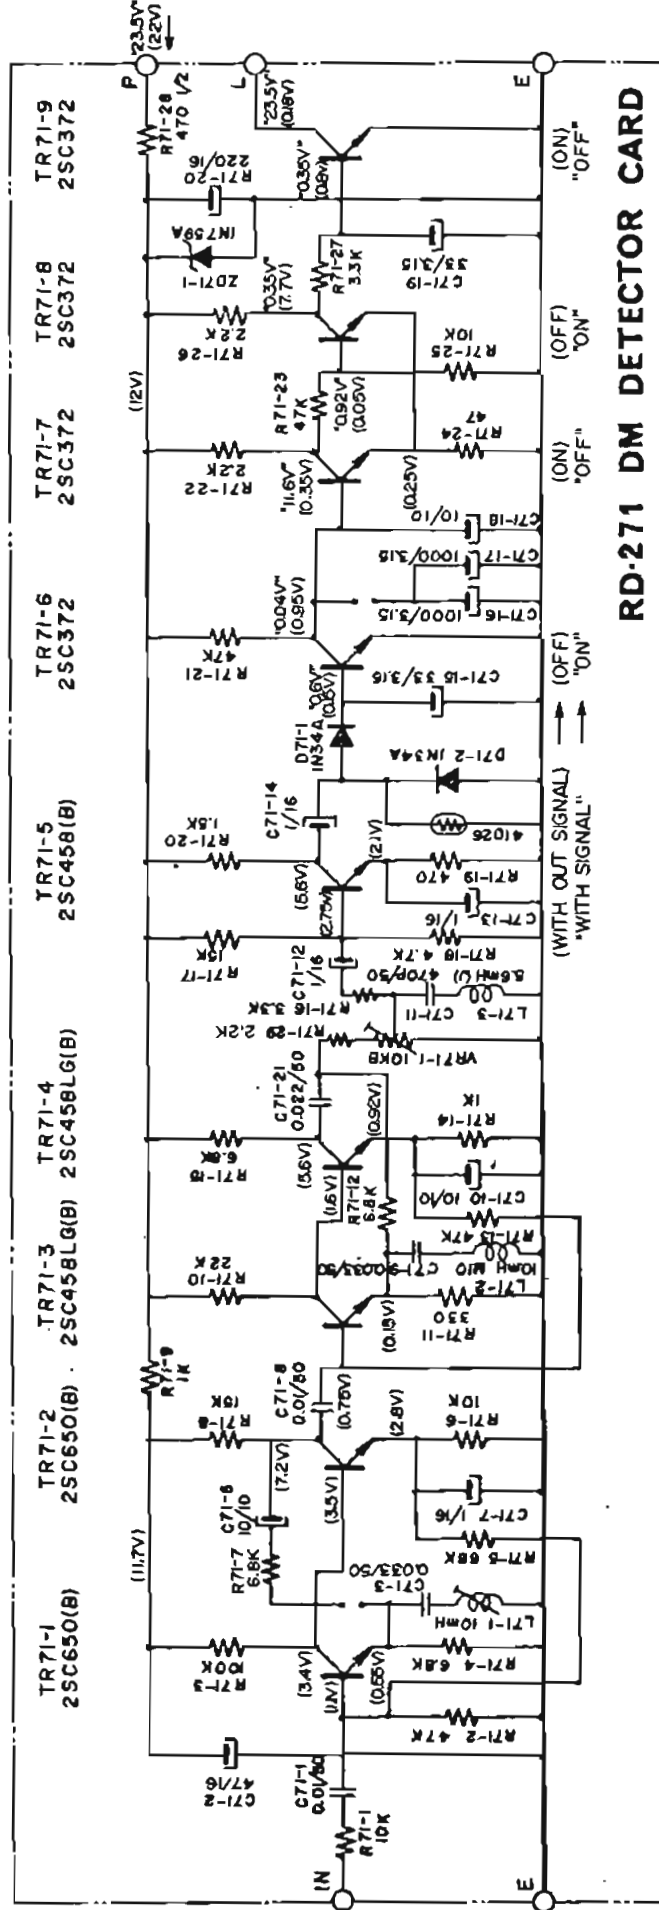 TR71-1
2SC650(B)
TR71-2
2SC650(B)
TR71-3
2SC458LG(B)
TR71-4
2SC458LG(B)
TR71-5
2SC458(B)
TR71-6
2SC372
TR71-7
2SC372
TR71-8
2SC372
TR71-9
2SC372
"23.5V"
(22V)
P
R71-28
470 1/2
(11.7V)
R71-9
1K
(12V)
C71-2
47/16
R71-3
100K
C71-6
10/10
R71-7
6.8K
R71-8
15K
(7.2V)
R71-10
22K
R71-15
6.8K
R71-17
15K
R71-20
1.5K
R71-21
47K
R71-22
2.2K
R71-26
2.2K
ZD71-1
1N759A
R71-20
220/16
L
"23.5V"
(0.18V)
IN
R71-1
10K
C71-1
0.01/50
(1.1V)
(3.4V)
(0.55V)
(3.5V)
(2.8V)
C71-8
0.01/50
(0.75V)
(0.15V)
(1.6V)
R71-12
6.8K
(5.6V)
(0.92V)
C71-21
0.022/50
R71-29 2.2K
VR71-1 10KB
R71-16 3.3K
C71-12
1/16
(2.75V)
(5.6V)
(2.1V)
C71-14
1/16
D71-1
1N34A
"0.6V"
"0.04V"
(0.95V)
"11.6V"
(0.35V)
(0.25V)
R71-23
47K
"0.92V"
(0.05V)
"0.35V"
(7.7V)
R71-27
3.3K
"0.35V"
(0.8V)
R71-2
47K
R71-4 6.8K
L71-1 10mH
C71-3
0.033/50
R71-5 68K
C71-7 1/16
R71-6
10K
R71-11
330
L71-2
10mH M10
C71-9 0.033/50
R71-13 47K
C71-10 10/10
R71-14
1K
L71-3
5.6mH(J)
C71-11
470P/50
R71-18 4.7K
C71-13
1/16
R71-19
470
41026
D71-2 1N34A
C71-15 33/3.15
C71-16
1000/3.15
C71-17
1000/3.15
C71-18
10/10
R71-24
47
R71-25
10K
C71-19
33/3.15
E
E
(WITH OUT SIGNAL)
"WITH SIGNAL"
(OFF)
"ON"
(ON)
"OFF"
(OFF)
"ON"
(ON)
"OFF"
RD-271 DM DETECTOR CARD